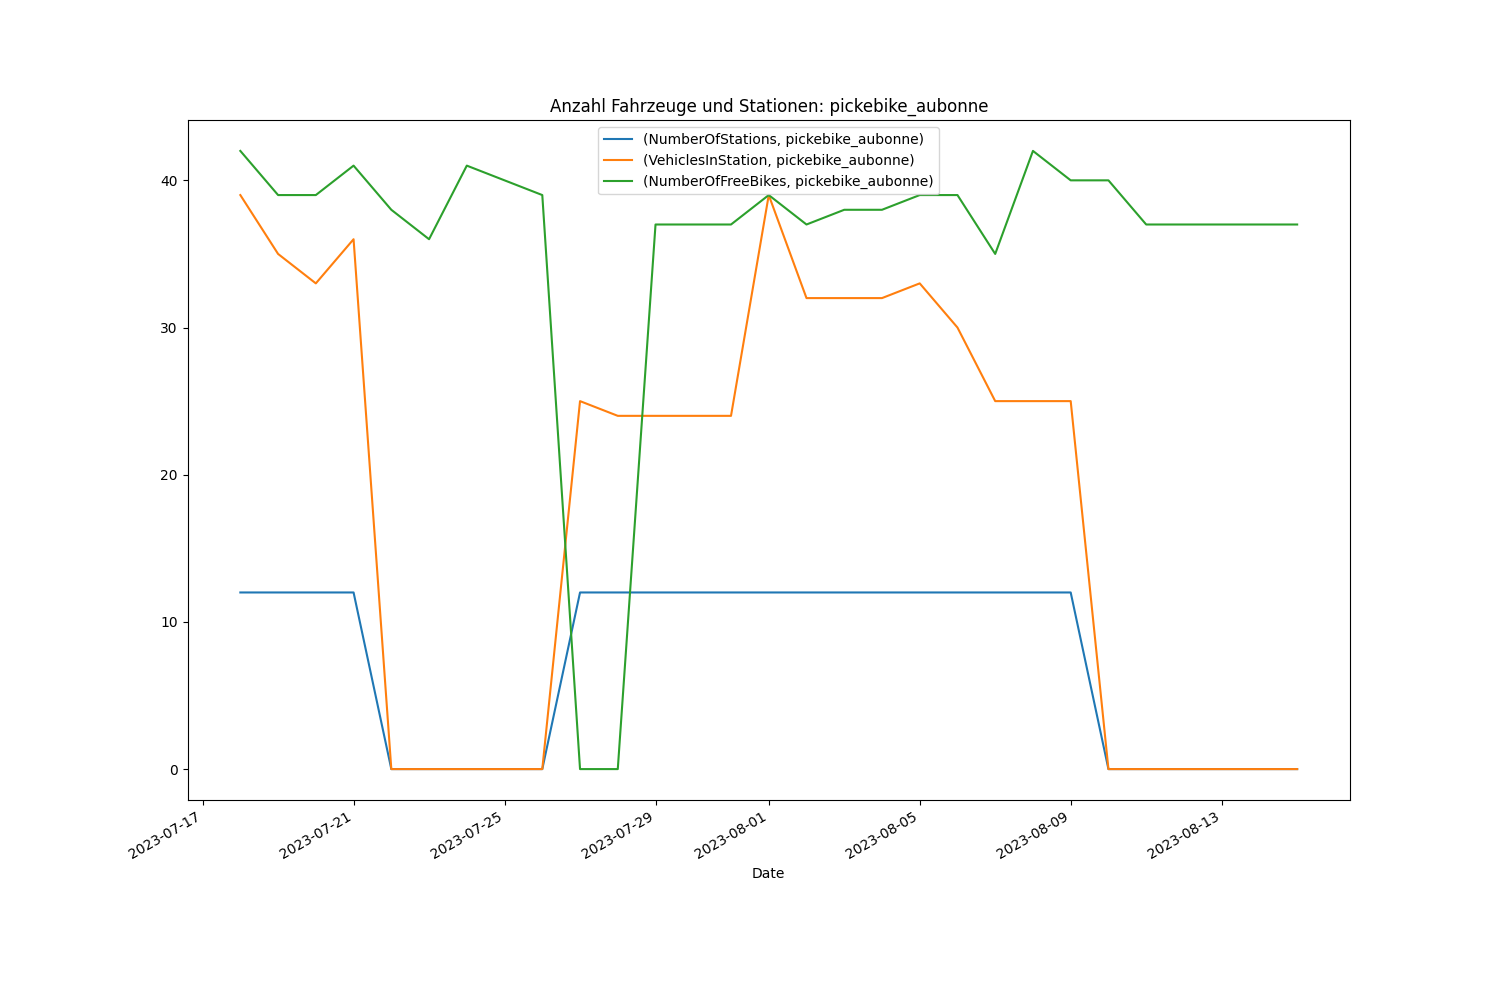 Anzahl Fahrzeuge und Stationen: pickebike_aubonne
(NumberOfStations, pickebike_aubonne)
(VehiclesInStation, pickebike_aubonne)
(NumberOfFreeBikes, pickebike_aubonne)
40
30
20
10
0
2023-07-17
2023-07-21
2023-07-25
2023-07-29
2023-08-01
2023-08-05
2023-08-09
2023-08-13
Date